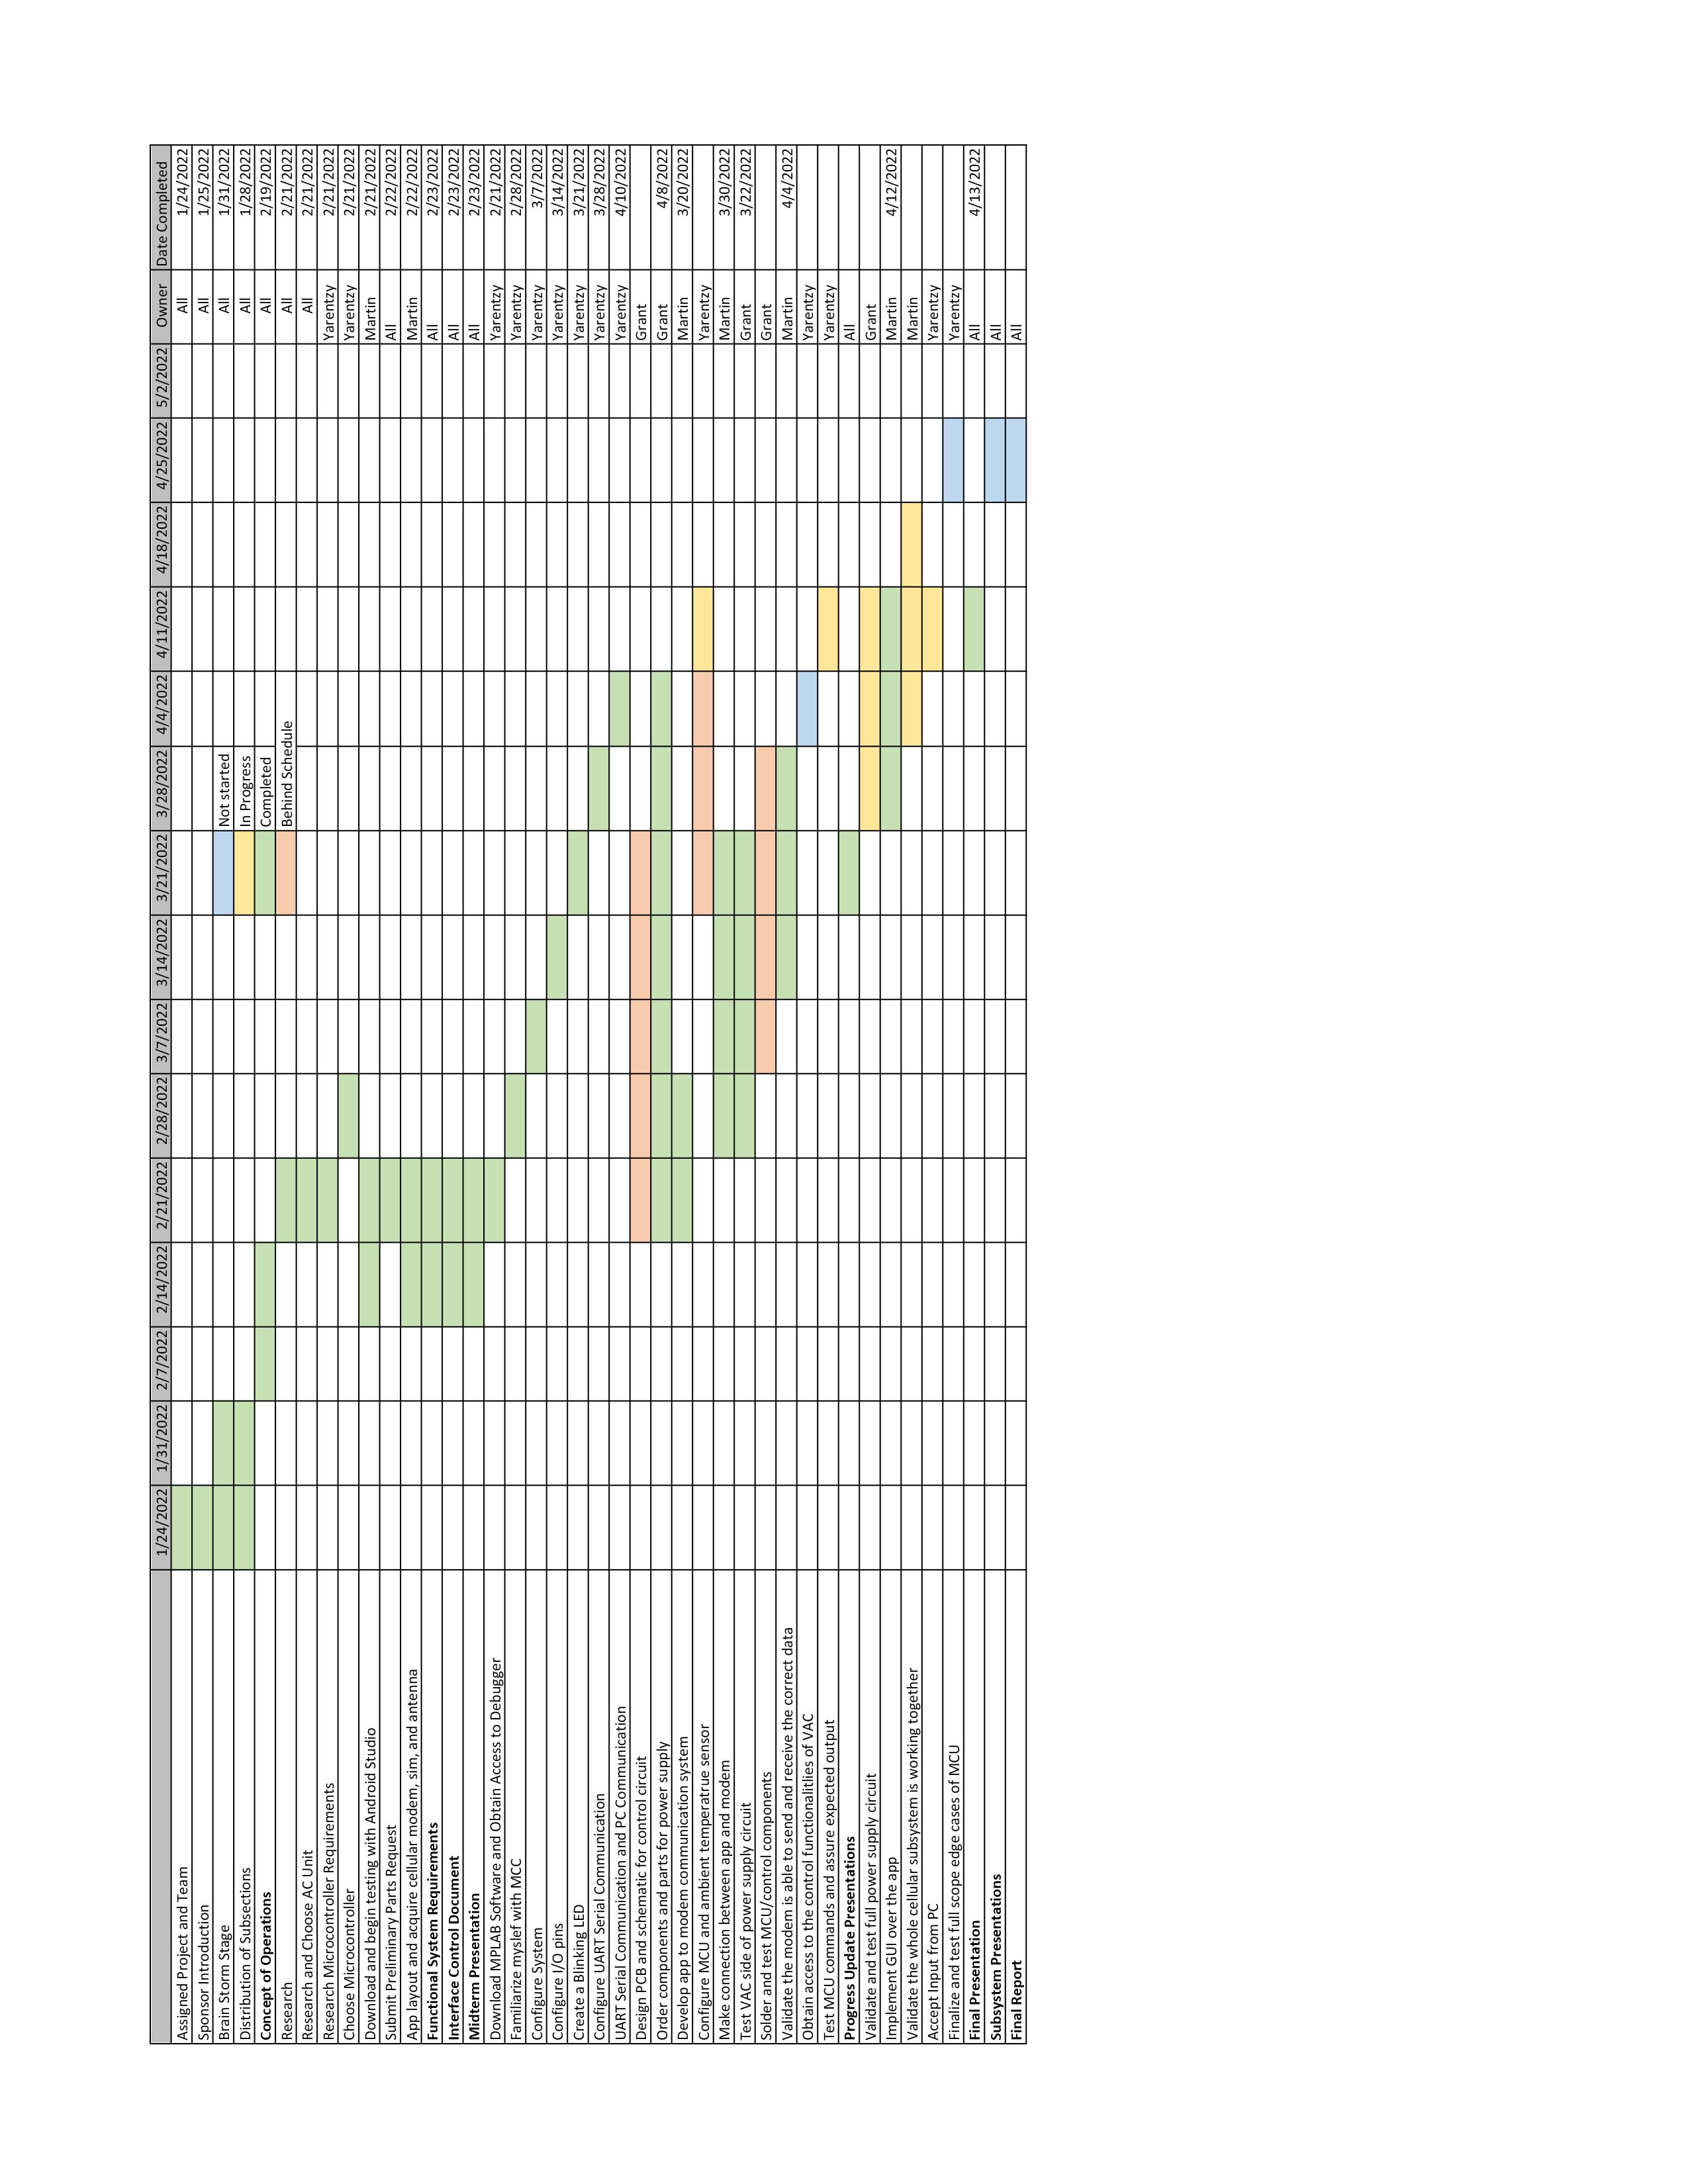 1/24/2022 1/31/2022 2/7/2022 2/14/2022 2/21/2022 2/28/2022 3/7/2022 3/14/2022 3/21/2022 3/28/2022 4/4/2022 4/11/2022 4/18/2022 4/25/2022 5/2/2022 Owner Date Completed
Assigned Project and Team All 1/24/2022
Sponsor Introduction All 1/25/2022
Brain Storm Stage Not started All 1/31/2022
Distribution of Subsections In Progress All 1/28/2022
Concept of Operations Completed All 2/19/2022
Research Behind Schedule All 2/21/2022
Research and Choose AC Unit All 2/21/2022
Research Microcontroller Requirements Yarentzy 2/21/2022
Choose Microcontroller Yarentzy 2/21/2022
Download and begin testing with Android Studio Martin 2/21/2022
Submit Preliminary Parts Request All 2/22/2022
App layout and acquire cellular modem, sim, and antenna Martin 2/22/2022
Functional System Requirements All 2/23/2022
Interface Control Document All 2/23/2022
Midterm Presentation All 2/23/2022
Download MPLAB Software and Obtain Access to Debugger Yarentzy 2/21/2022
Familiarize myslef with MCC Yarentzy 2/28/2022
Configure System Yarentzy 3/7/2022
Configure I/O pins Yarentzy 3/14/2022
Create a Blinking LED Yarentzy 3/21/2022
Configure UART Serial Communication Yarentzy 3/28/2022
UART Serial Communication and PC Communication Yarentzy 4/10/2022
Design PCB and schematic for control circuit Grant
Order components and parts for power supply Grant 4/8/2022
Develop app to modem communication system Martin 3/20/2022
Configure MCU and ambient temperatrue sensor Yarentzy
Make connection between app and modem Martin 3/30/2022
Test VAC side of power supply circuit Grant 3/22/2022
Solder and test MCU/control components Grant
Validate the modem is able to send and receive the correct data Martin 4/4/2022
Obtain access to the control functionalitlies of VAC Yarentzy
Test MCU commands and assure expected output Yarentzy
Progress Update Presentations All
Validate and test full power supply circuit Grant
Implement GUI over the app Martin 4/12/2022
Validate the whole cellular subsystem is working together Martin
Accept Input from PC Yarentzy
Finalize and test full scope edge cases of MCU Yarentzy
Final Presentation All 4/13/2022
Subsystem Presentations All
Final Report All